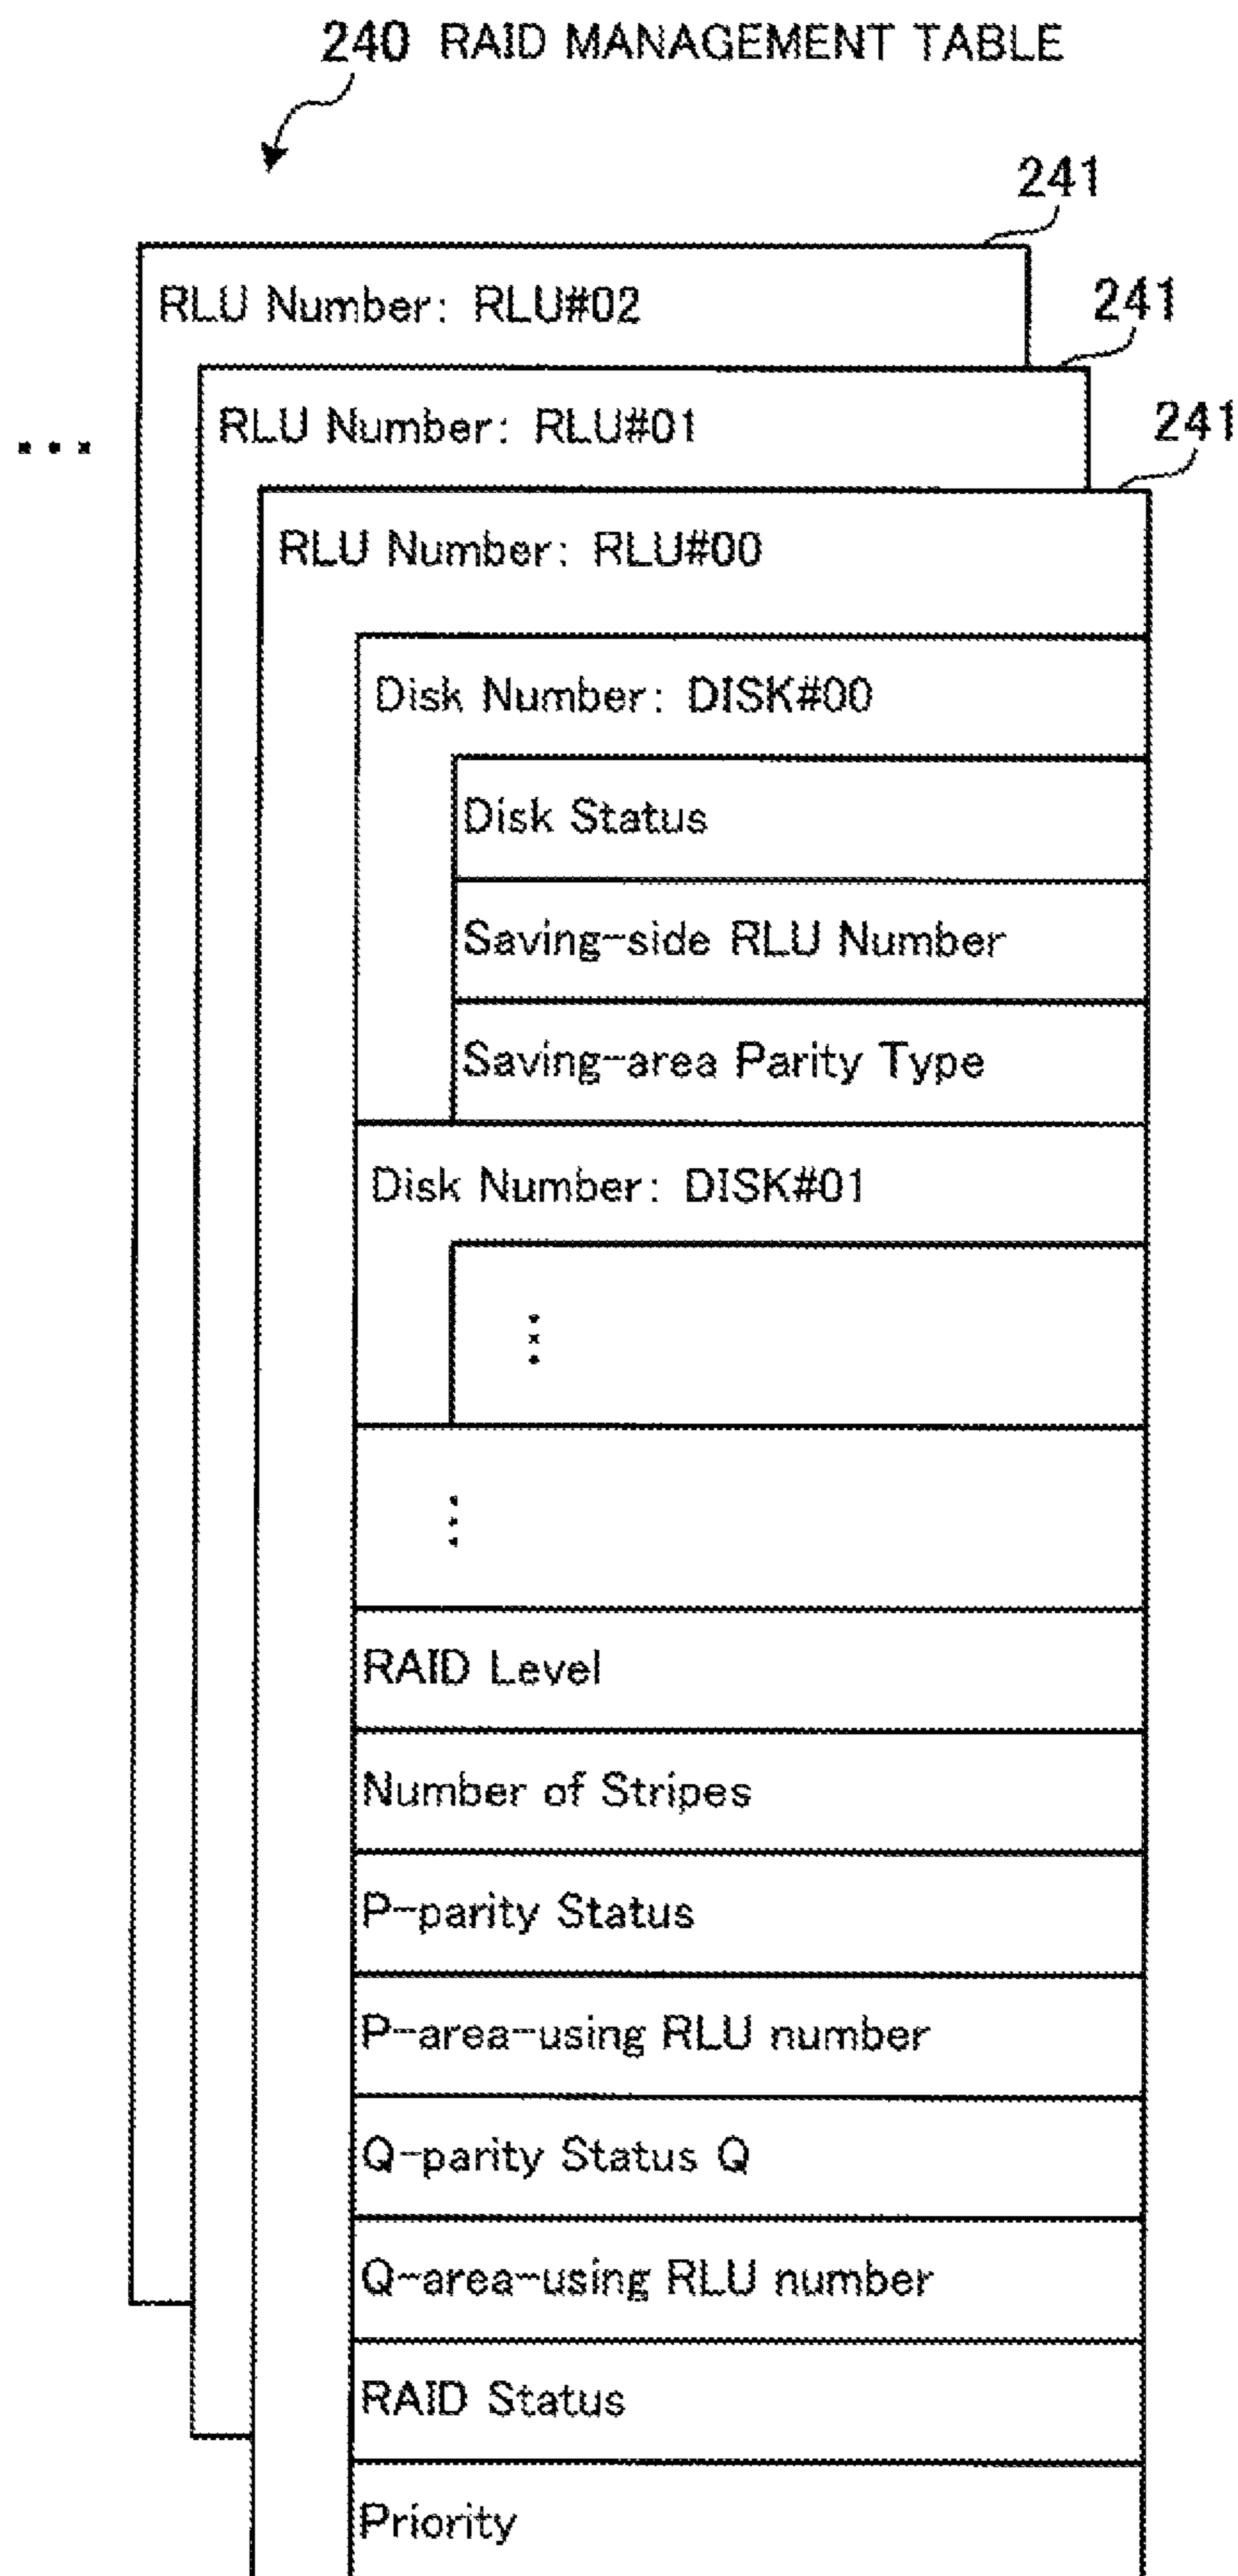 240 RAID MANAGEMENT TABLE
241
RLU Number: RLU#02
241
RLU Number: RLU#01
241
...
RLU Number: RLU#00
Disk Number: DISK#00
Disk Status
Saving-side RLU Number
Saving-area Parity Type
Disk Number: DISK#01
⋮
⋮
RAID Level
Number of Stripes
P-parity Status
P-area-using RLU number
Q-parity Status Q
Q-area-using RLU number
RAID Status
Priority